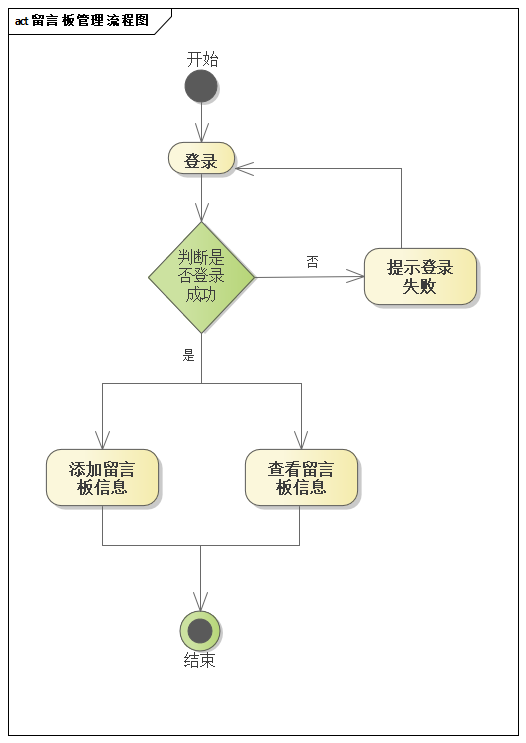 act 留言板管理流程图
开始
登录
判断是
否登录
成功
否
提示登录
失败
是
添加留言
板信息
查看留言
板信息
结束